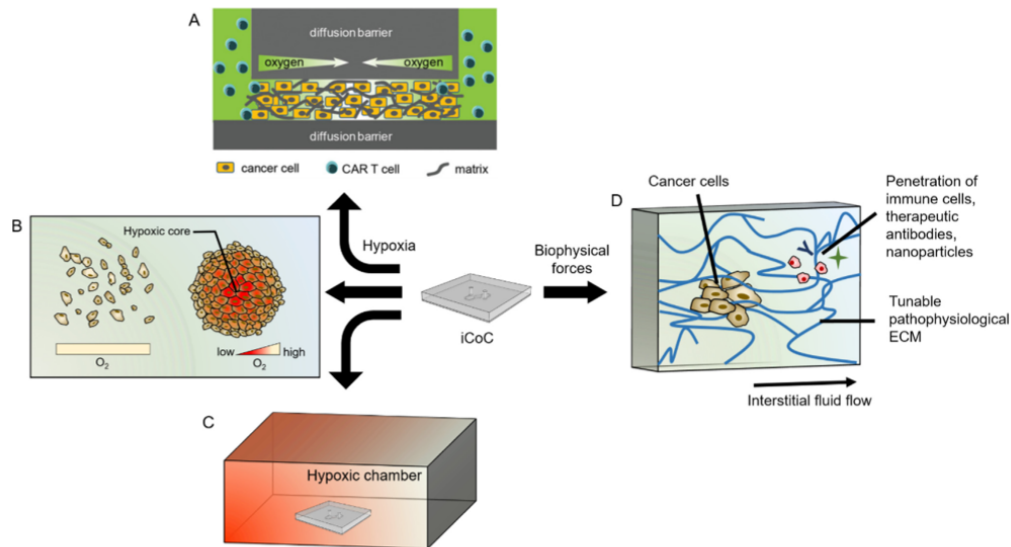 A
diffusion barrier
oxygen
oxygen
diffusion barrier
cancer cell
CAR T cell
matrix
B
Hypoxic core
O2
low
high
O2
Hypoxia
iCoC
Biophysical
forces
C
Hypoxic chamber
D
Cancer cells
Penetration of
immune cells,
therapeutic
antibodies,
nanoparticles
Tunable
pathophysiological
ECM
Interstitial fluid flow